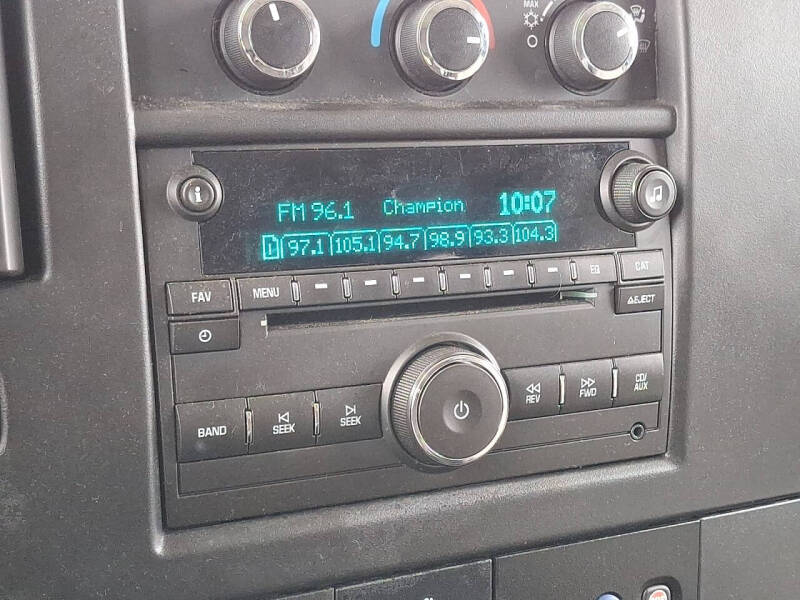 MAX
FM 96.1 Champion 10:07
1 97.1 105.1 94.7 98.9 93.3 104.3
FAV MENU EQ CAT
EJECT
BAND SEEK SEEK REV FWD CD/AUX